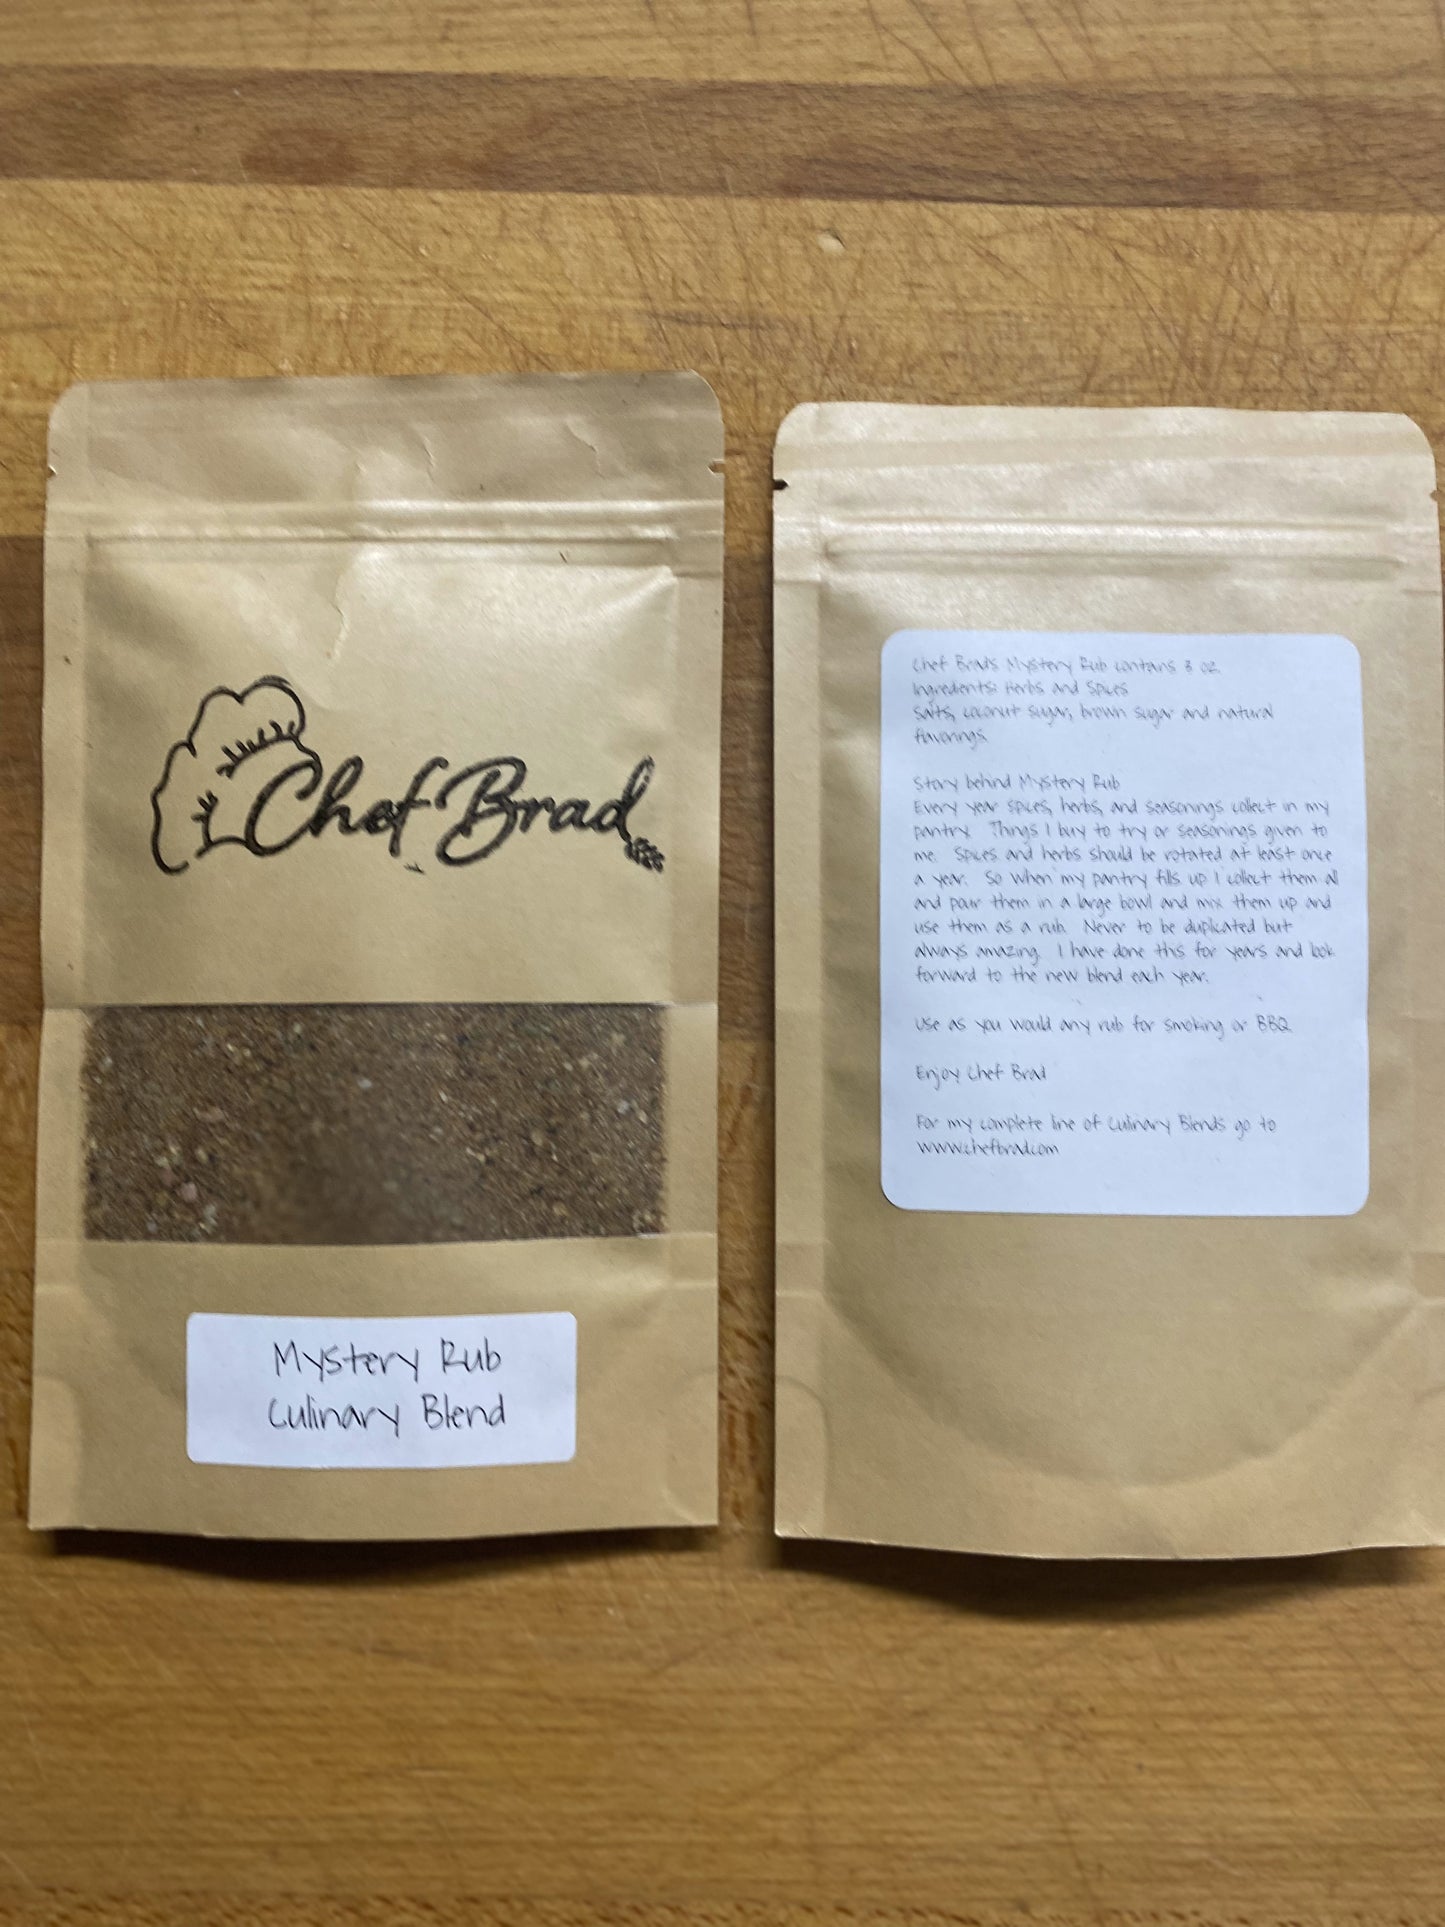 Chef Brad
Mystery Rub
Culinary Blend
Chef Brads Mystery Rub contains 3 oz.
Ingredients: Herbs and Spices
Salts, coconut sugar, brown sugar and natural
flavorings.
Story behind Mystery Rub
Every year spices, herbs, and seasonings collect in my
pantry. Things I buy to try or seasonings given to
me. Spices and herbs should be rotated at least once
a year. So when my pantry fills up I collect them all
and pour them in a large bowl and mix them up and
use them as a rub. Never to be duplicated but
always amazing. I have done this for years and look
forward to the new blend each year.
Use as you would any rub for smoking or BBQ
Enjoy Chef Brad
For my complete line of Culinary Blends go to
www.chefbrad.com